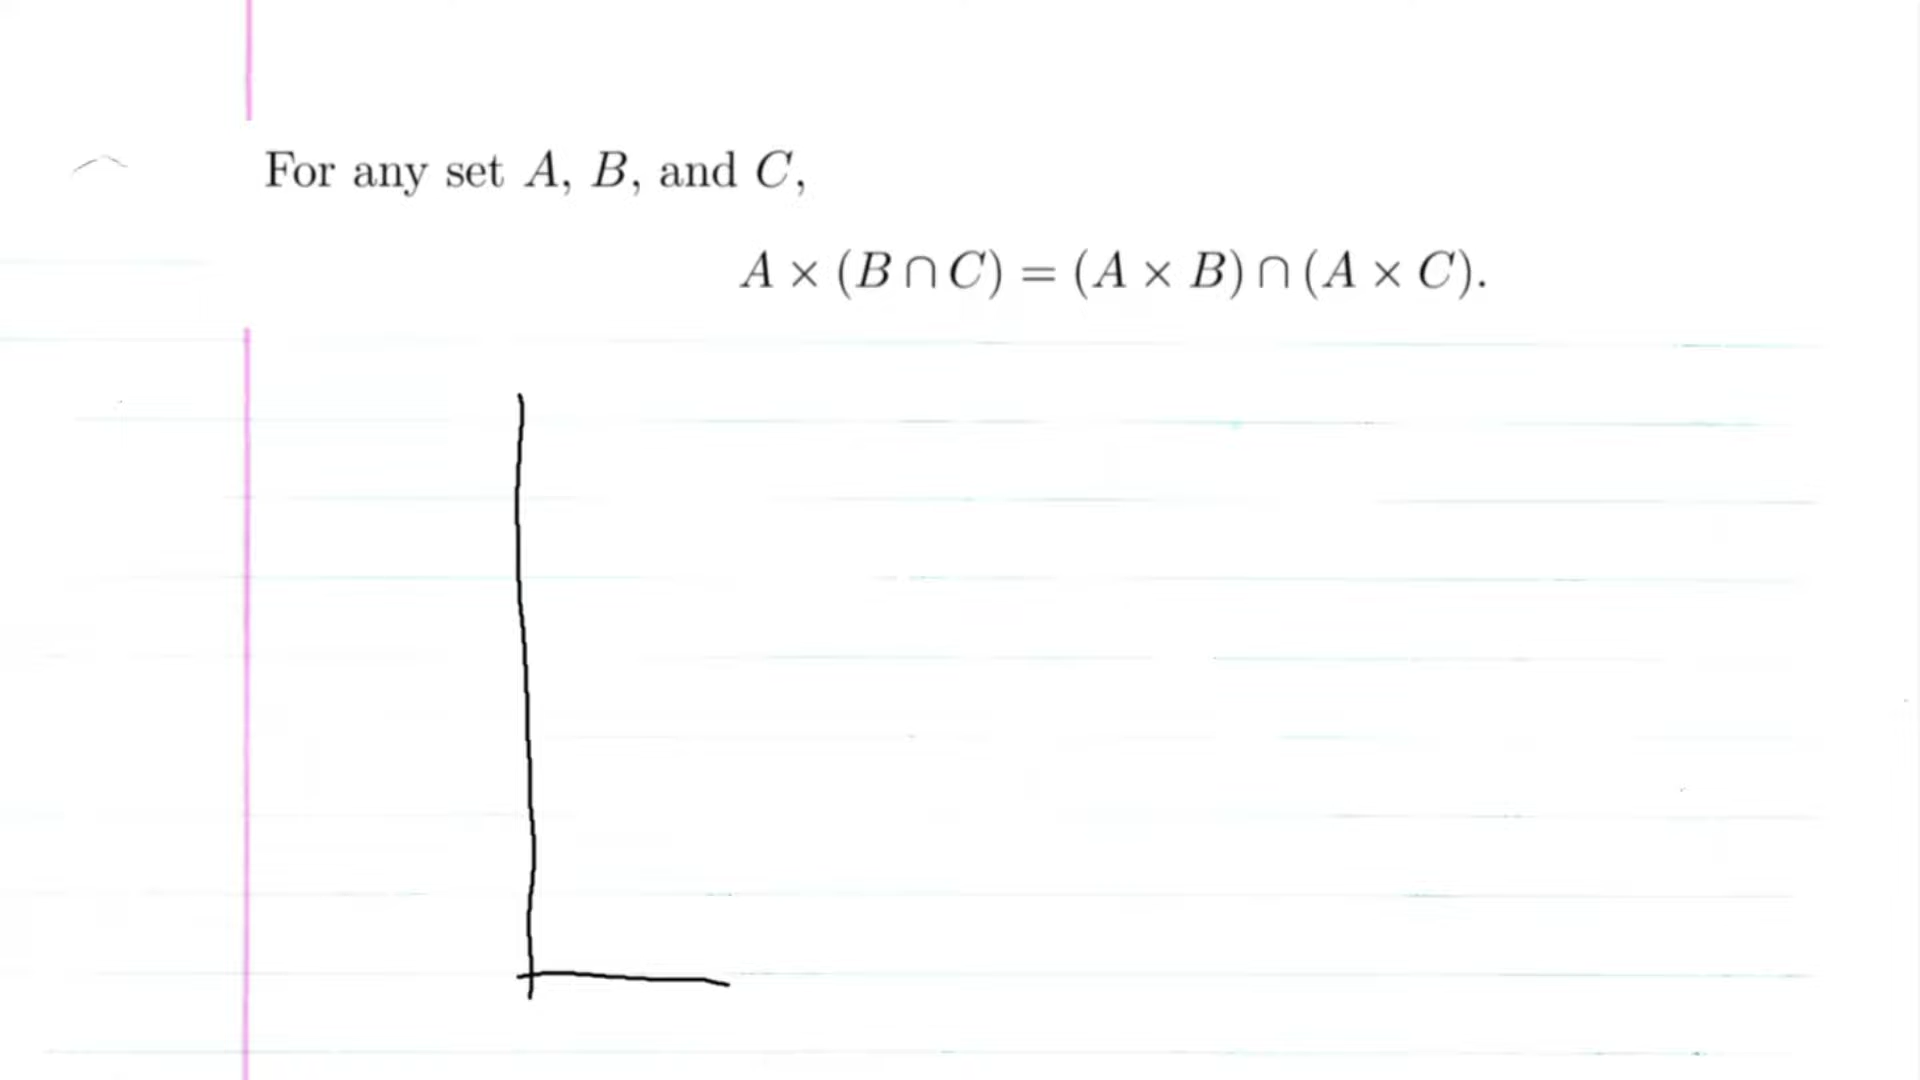 For any set A, B, and C,
A × (B ∩ C) = (A × B) ∩ (A × C).